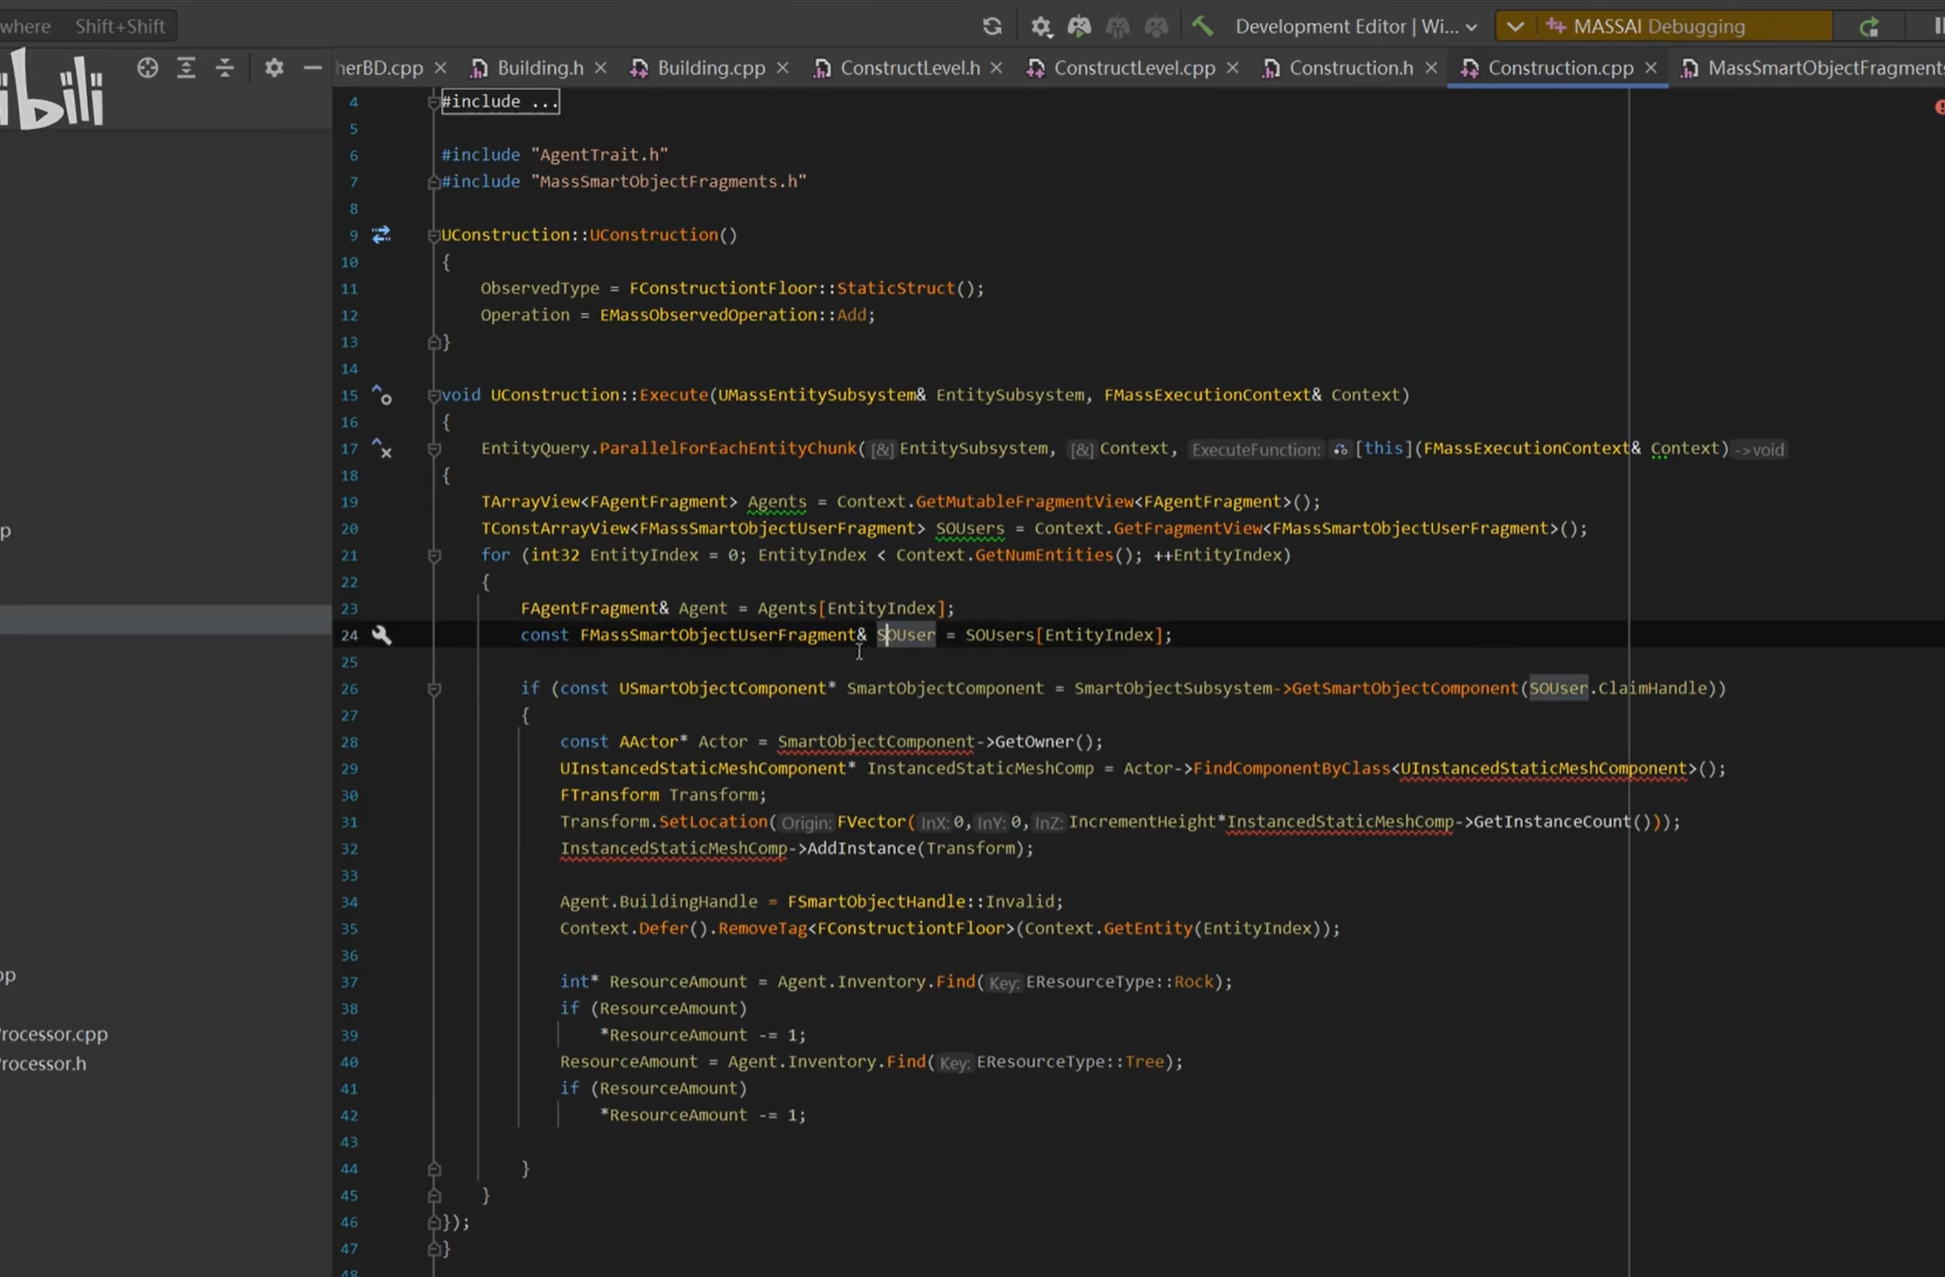 where Shift+Shift
Development Editor | Wi...
MASSAI Debugging
bili
herBD.cpp
Building.h
Building.cpp
ConstructLevel.h
ConstructLevel.cpp
Construction.h
Construction.cpp
MassSmartObjectFragments
4 #include ...
5
6 #include "AgentTrait.h"
7 #include "MassSmartObjectFragments.h"
8
9 UConstruction::UConstruction()
10 {
11 ObservedType = FConstructiontFloor::StaticStruct();
12 Operation = EMassObservedOperation::Add;
13 }
14
15 void UConstruction::Execute(UMassEntitySubsystem& EntitySubsystem, FMassExecutionContext& Context)
16 {
17 EntityQuery.ParallelForEachEntityChunk([&]EntitySubsystem, [&]Context, ExecuteFunction: [this](FMassExecutionContext& Context)->void
18 {
19 TArrayView<FAgentFragment> Agents = Context.GetMutableFragmentView<FAgentFragment>();
20 TConstArrayView<FMassSmartObjectUserFragment> SOUsers = Context.GetFragmentView<FMassSmartObjectUserFragment>();
21 for (int32 EntityIndex = 0; EntityIndex < Context.GetNumEntities(); ++EntityIndex)
22 {
23 FAgentFragment& Agent = Agents[EntityIndex];
24 const FMassSmartObjectUserFragment& SOUser = SOUsers[EntityIndex];
25
26 if (const USmartObjectComponent* SmartObjectComponent = SmartObjectSubsystem->GetSmartObjectComponent(SOUser.ClaimHandle))
27 {
28 const AActor* Actor = SmartObjectComponent->GetOwner();
29 UInstancedStaticMeshComponent* InstancedStaticMeshComp = Actor->FindComponentByClass<UInstancedStaticMeshComponent>();
30 FTransform Transform;
31 Transform.SetLocation(Origin:FVector(InX:0,InY:0,InZ:IncrementHeight*InstancedStaticMeshComp->GetInstanceCount()));
32 InstancedStaticMeshComp->AddInstance(Transform);
33
34 Agent.BuildingHandle = FSmartObjectHandle::Invalid;
35 Context.Defer().RemoveTag<FConstructiontFloor>(Context.GetEntity(EntityIndex));
36
37 int* ResourceAmount = Agent.Inventory.Find(Key:EResourceType::Rock);
38 if (ResourceAmount)
39 *ResourceAmount -= 1;
40 ResourceAmount = Agent.Inventory.Find(Key:EResourceType::Tree);
41 if (ResourceAmount)
42 *ResourceAmount -= 1;
43
44 }
45 }
46 });
47 }
48
p
pp
rocessor.cpp
rocessor.h